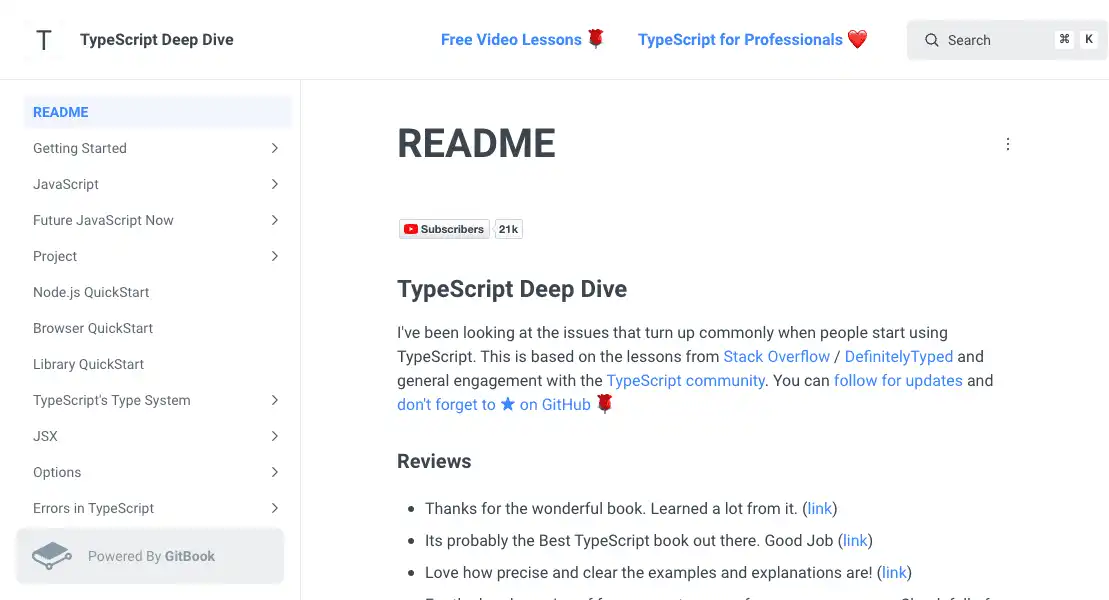 T TypeScript Deep Dive
Free Video Lessons 🌹
TypeScript for Professionals ❤️
Search ⌘ K
README
Getting Started
JavaScript
Future JavaScript Now
Project
Node.js QuickStart
Browser QuickStart
Library QuickStart
TypeScript's Type System
JSX
Options
Errors in TypeScript
Powered By GitBook
README
Subscribers 21k
TypeScript Deep Dive
I've been looking at the issues that turn up commonly when people start using
TypeScript. This is based on the lessons from Stack Overflow / DefinitelyTyped and
general engagement with the TypeScript community. You can follow for updates and
don't forget to ★ on GitHub 🌹
Reviews
• Thanks for the wonderful book. Learned a lot from it. (link)
• Its probably the Best TypeScript book out there. Good Job (link)
• Love how precise and clear the examples and explanations are! (link)